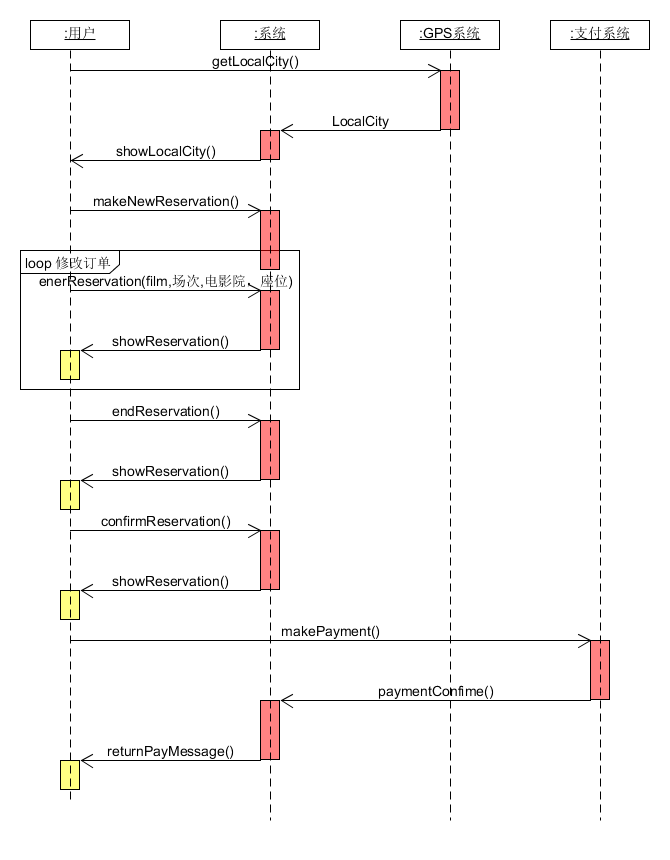 :用户
:系统
:GPS系统
:支付系统
getLocalCity()
LocalCity
showLocalCity()
makeNewReservation()
loop 修改订单
enerReservation(film,场次,电影院、座位)
showReservation()
endReservation()
showReservation()
confirmReservation()
showReservation()
makePayment()
paymentConfime()
returnPayMessage()